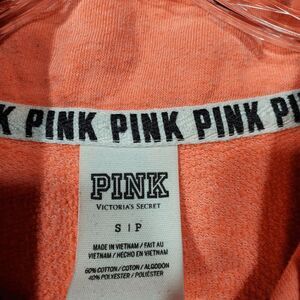 K PINK PINK PINK PI
PINK
VICTORIA'S SECRET
S | P
MADE IN VIETNAM / FAIT AU
VIETNAM / HECHO EN VIETNAM
60% COTTON / COTON / ALGODÓN
40% POLYESTER / POLIÉSTER